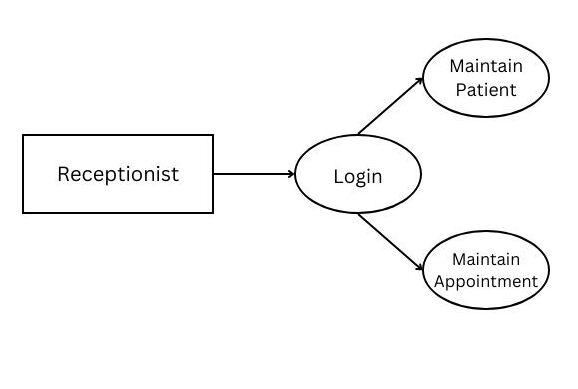 Receptionist
Login
Maintain
Patient
Maintain
Appointment